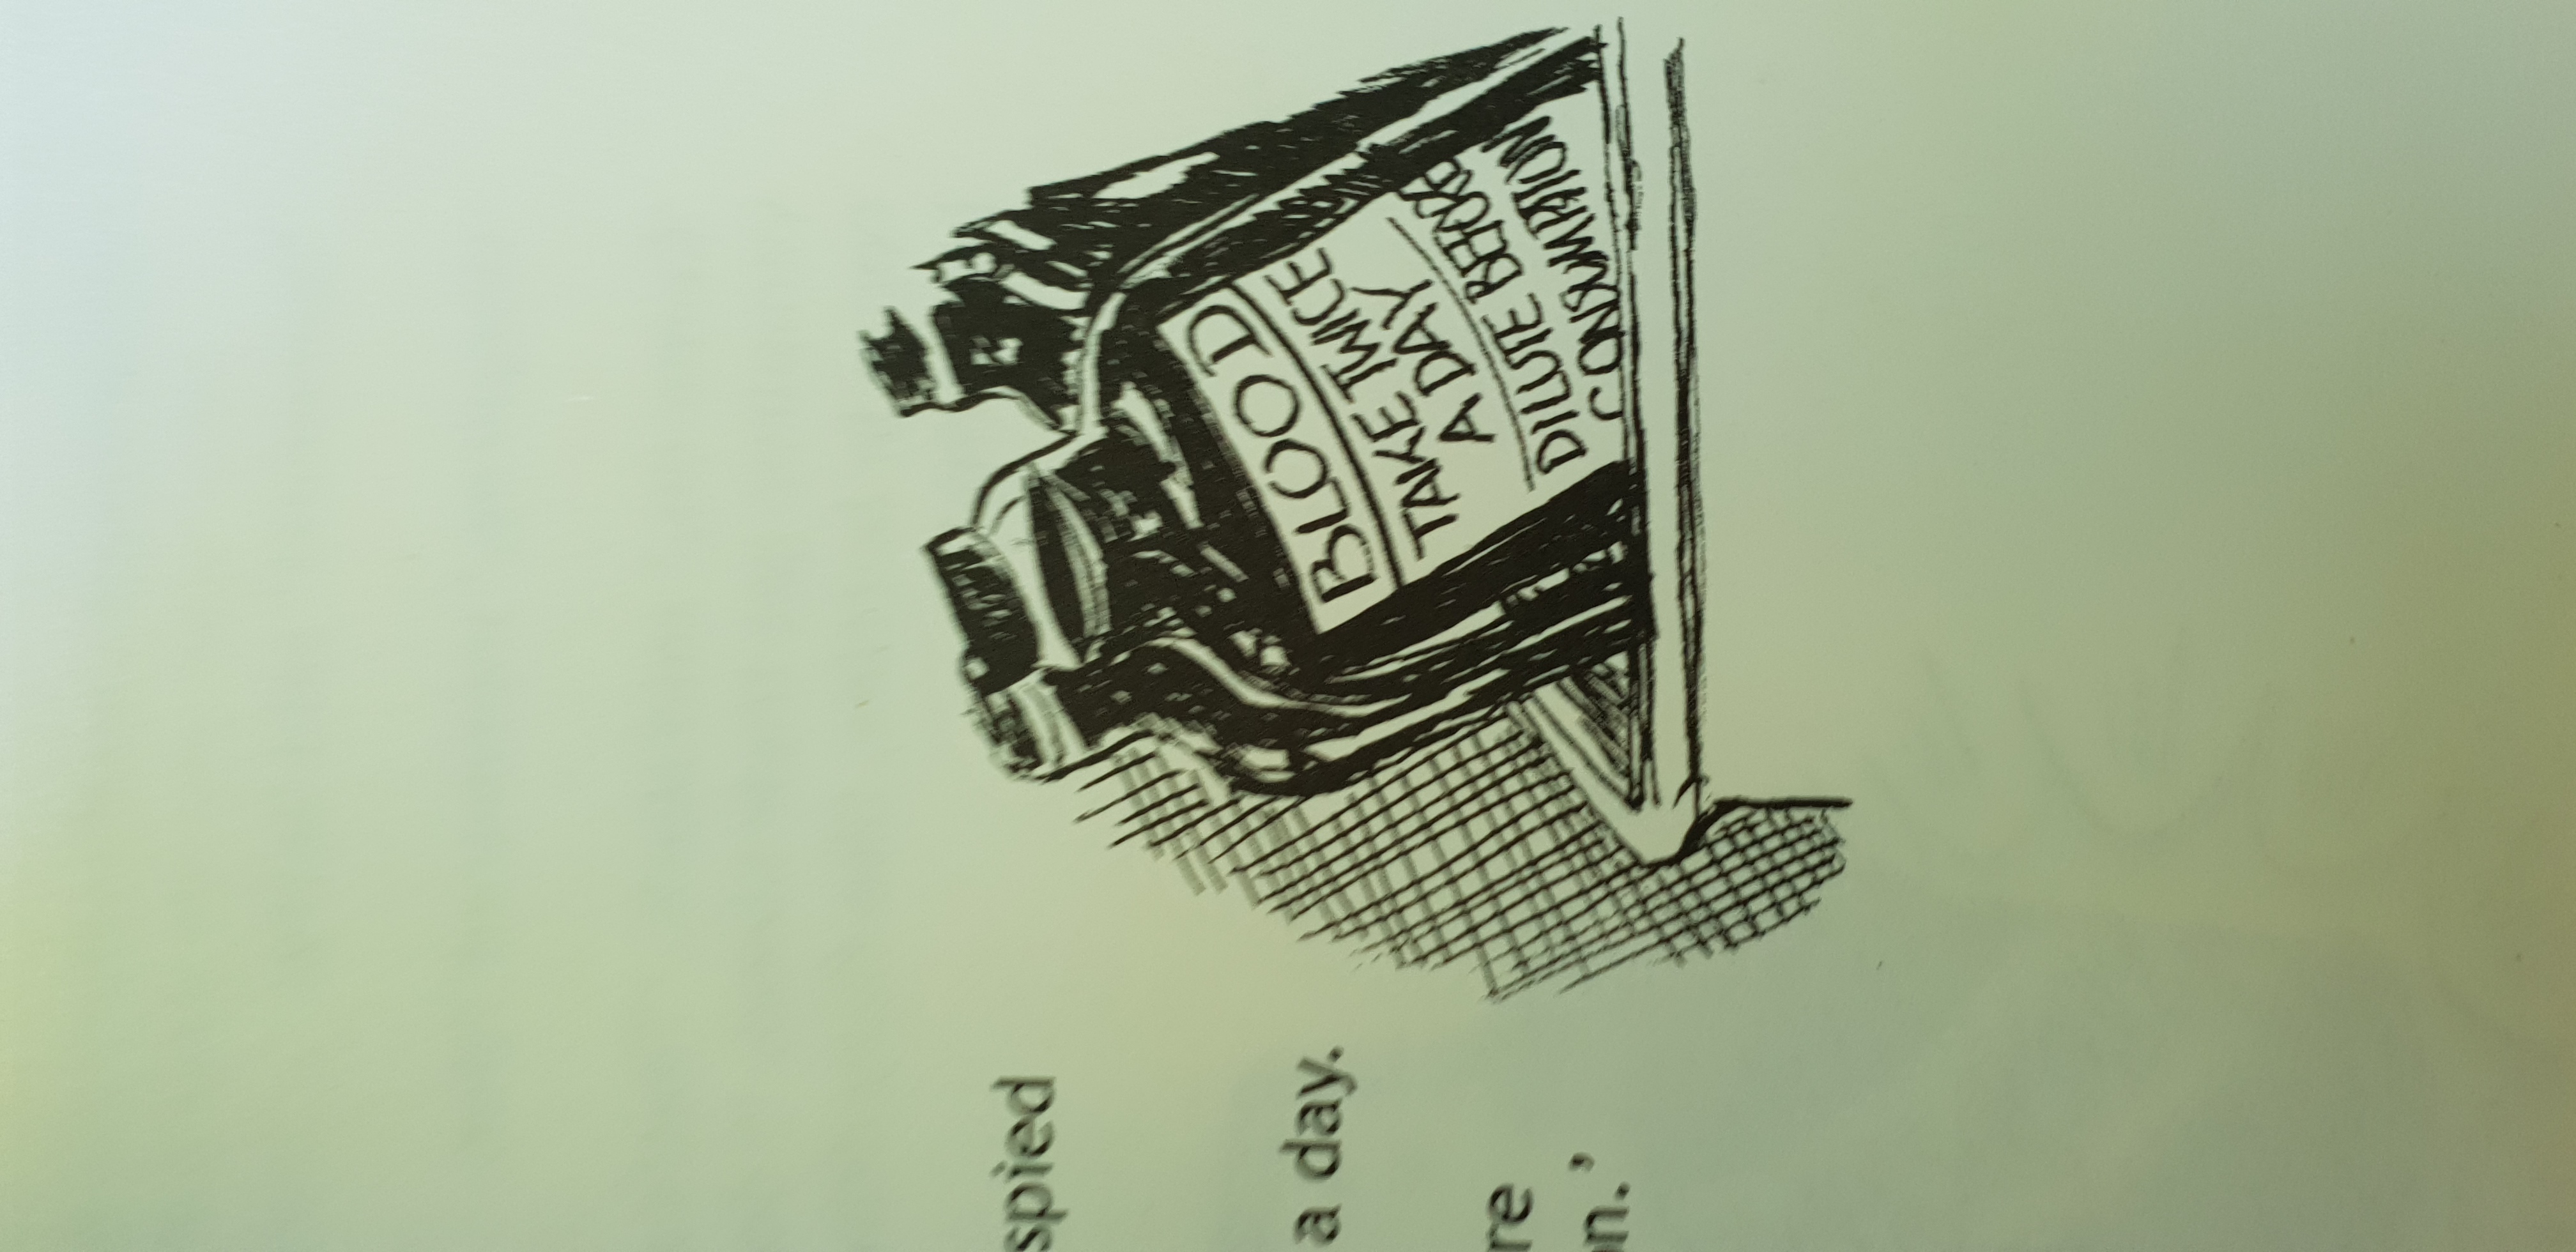 BLOOD
TAKE TWICE
A DAY
DILUTE BEFORE
CONSUMPTION
spied
a day.
re
on.'